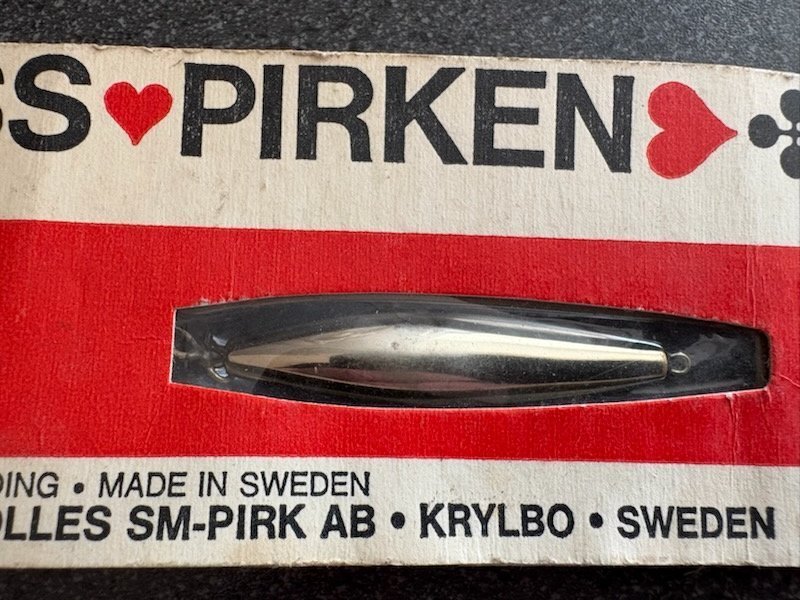 SS ♥ PIRKEN ♥ ♣
DING • MADE IN SWEDEN
OLLES SM-PIRK AB • KRYLBO • SWEDEN